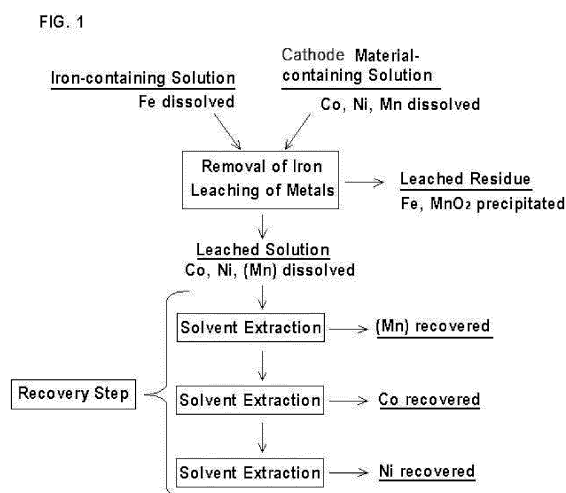 FIG. 1
Iron-containing Solution
Fe dissolved
Cathode Material-
containing Solution
Co, Ni, Mn dissolved
Removal of Iron
Leaching of Metals
Leached Residue
Fe, MnO₂ precipitated
Leached Solution
Co, Ni, (Mn) dissolved
Solvent Extraction
(Mn) recovered
Recovery Step
Solvent Extraction
Co recovered
Solvent Extraction
Ni recovered